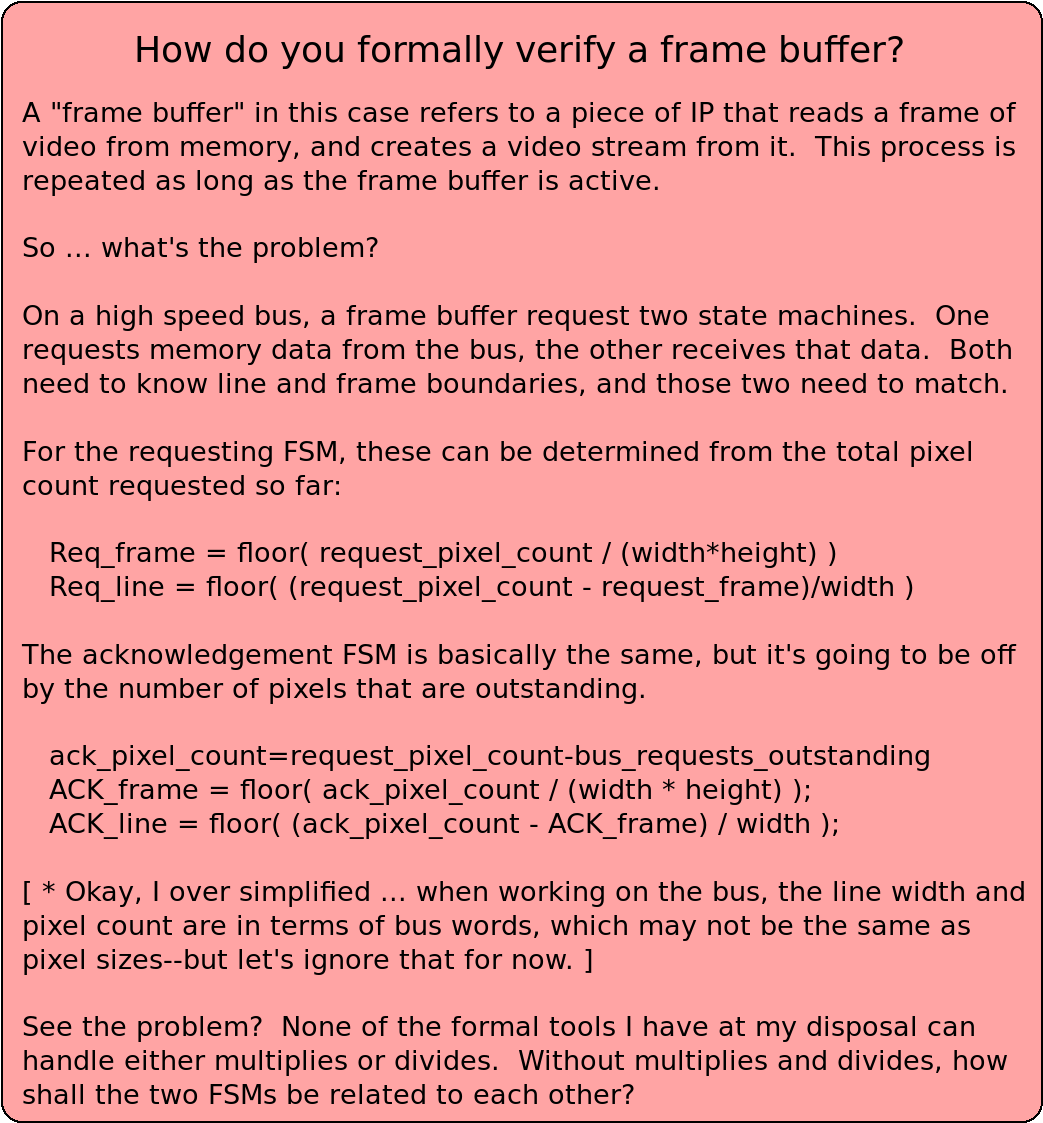 How do you formally verify a frame buffer?
A "frame buffer" in this case refers to a piece of IP that reads a frame of
video from memory, and creates a video stream from it.  This process is
repeated as long as the frame buffer is active.
So ... what's the problem?
On a high speed bus, a frame buffer request two state machines.  One
requests memory data from the bus, the other receives that data.  Both
need to know line and frame boundaries, and those two need to match.
For the requesting FSM, these can be determined from the total pixel
count requested so far:
Req_frame = floor( request_pixel_count / (width*height) )
Req_line = floor( (request_pixel_count - request_frame)/width )
The acknowledgement FSM is basically the same, but it's going to be off
by the number of pixels that are outstanding.
ack_pixel_count=request_pixel_count-bus_requests_outstanding
ACK_frame = floor( ack_pixel_count / (width * height) );
ACK_line = floor( (ack_pixel_count - ACK_frame) / width );
[ * Okay, I over simplified ... when working on the bus, the line width and
pixel count are in terms of bus words, which may not be the same as
pixel sizes--but let's ignore that for now. ]
See the problem?  None of the formal tools I have at my disposal can
handle either multiplies or divides.  Without multiplies and divides, how
shall the two FSMs be related to each other?